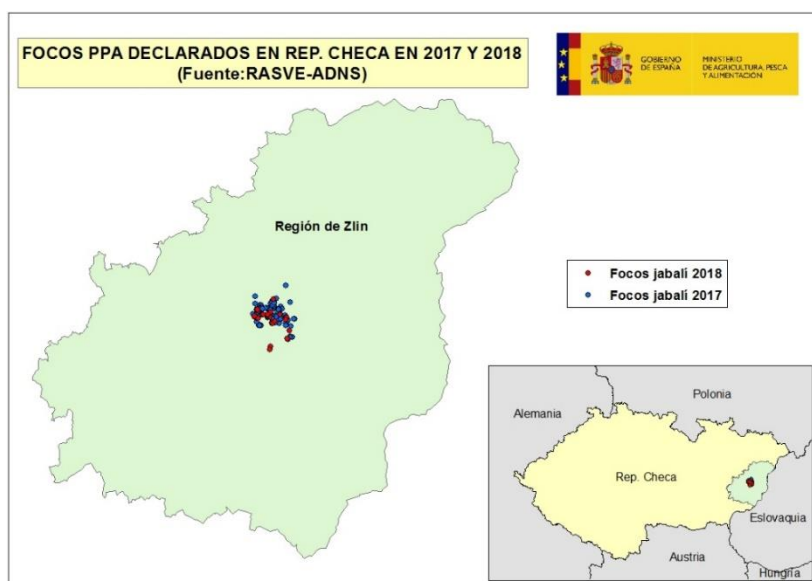 FOCOS PPA DECLARADOS EN REP. CHECA EN 2017 Y 2018
(Fuente:RASVE-ADNS)
GOBIERNO
DE ESPAÑA
MINISTERIO
DE AGRICULTURA, PESCA
Y ALIMENTACIÓN
Región de Zlin
Focos jabalí 2018
Focos jabalí 2017
Polonia
Alemania
Rep. Checa
Eslovaquia
Austria
Hungría